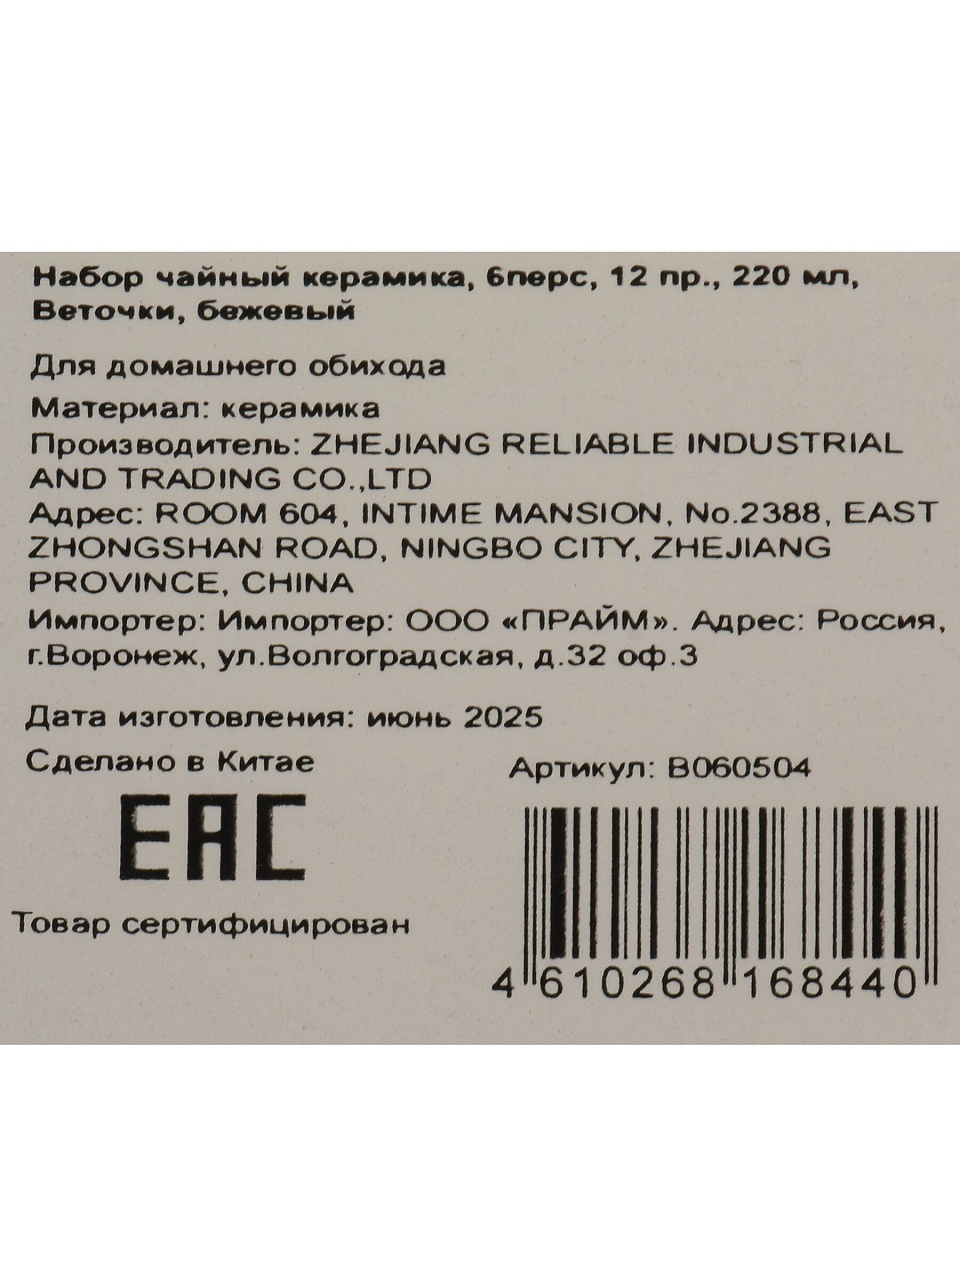 Набор чайный керамика, 6перс, 12 пр., 220 мл,
Веточки, бежевый
Для домашнего обихода
Материал: керамика
Производитель: ZHEJIANG RELIABLE INDUSTRIAL
AND TRADING CO.,LTD
Адрес: ROOM 604, INTIME MANSION, No.2388, EAST
ZHONGSHAN ROAD, NINGBO CITY, ZHEJIANG
PROVINCE, CHINA
Импортер: Импортер: ООО «ПРАЙМ». Адрес: Россия,
г.Воронеж, ул.Волгоградская, д.32 оф.3
Дата изготовления: июнь 2025
Сделано в Китае
Артикул: B060504
EAC
Товар сертифицирован
4 610268 168440